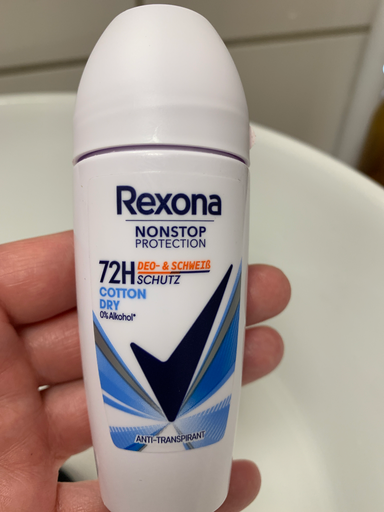 Rexona
NONSTOP
PROTECTION
72H DEO- & SCHWEIß
SCHUTZ
COTTON
DRY
0% Alkohol*
ANTI-TRANSPIRANT